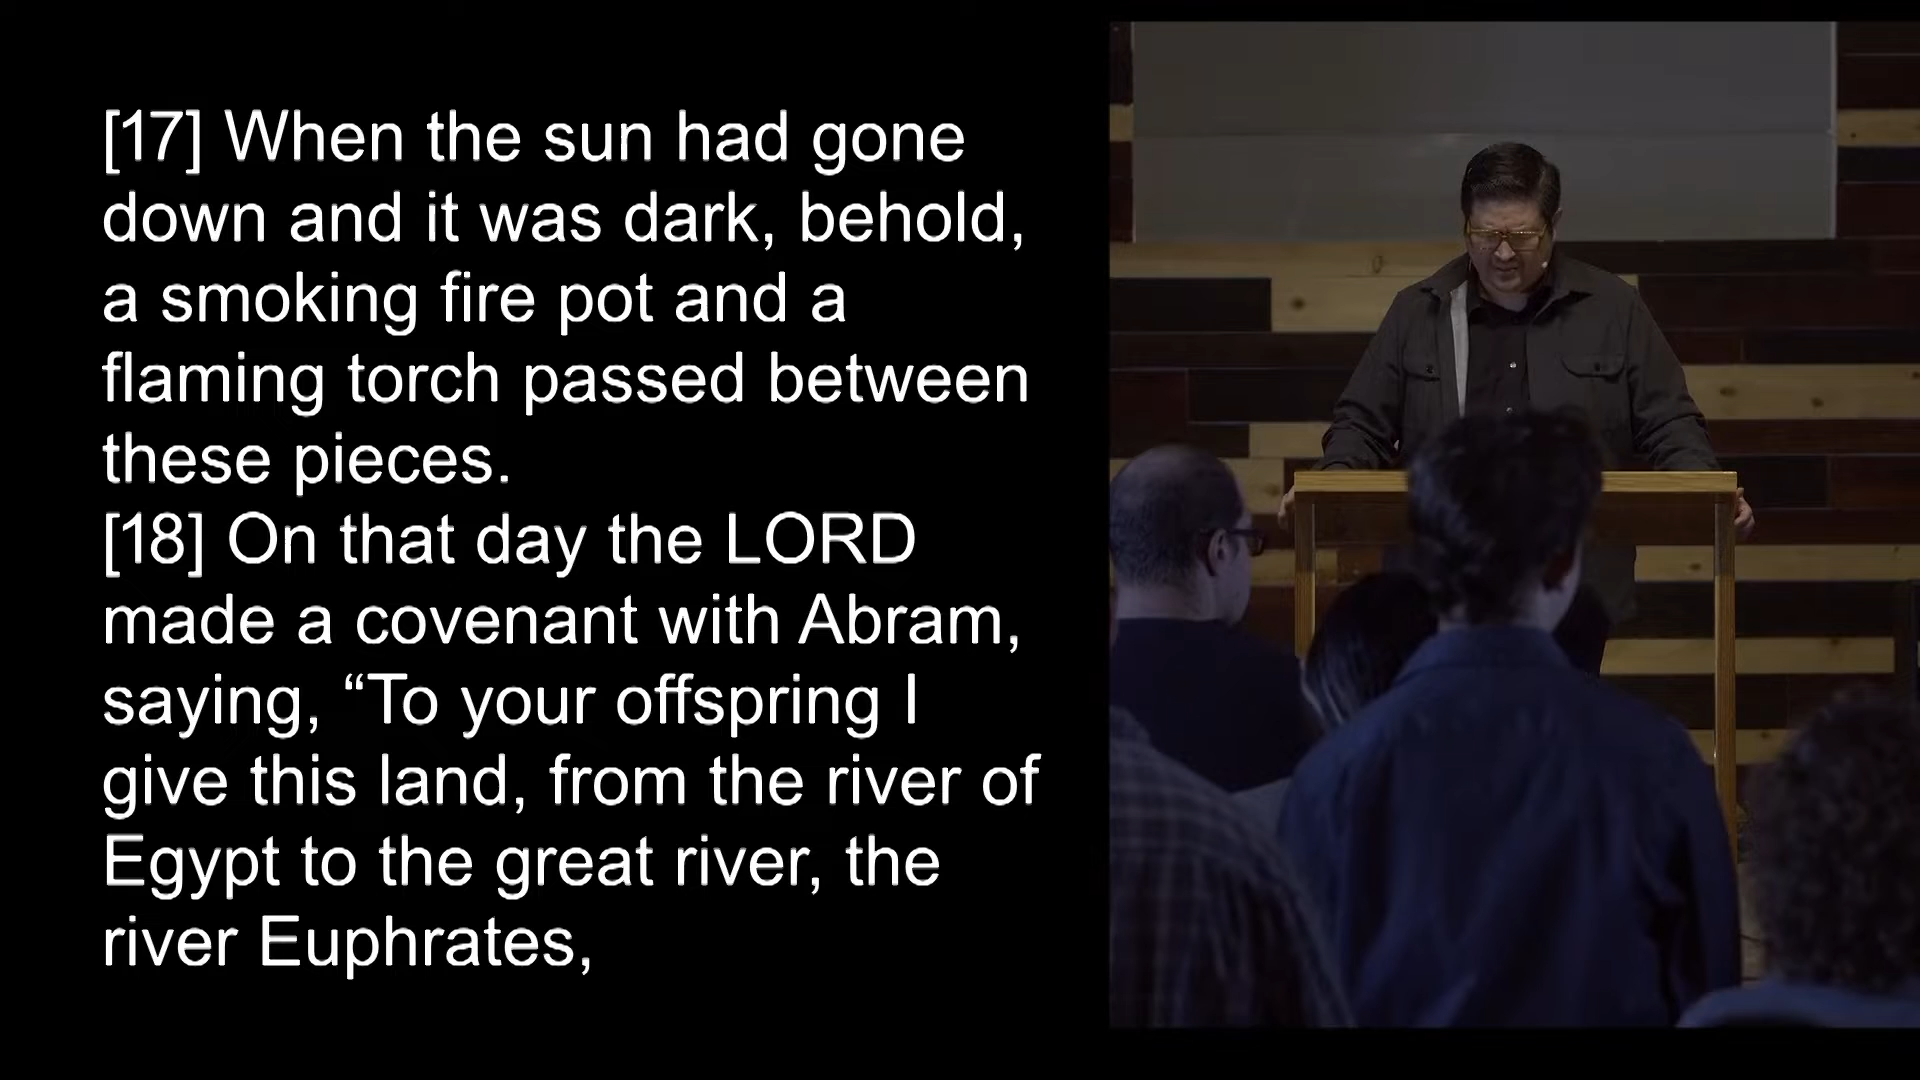 [17] When the sun had gone
down and it was dark, behold,
a smoking fire pot and a
flaming torch passed between
these pieces.
[18] On that day the LORD
made a covenant with Abram,
saying, “To your offspring I
give this land, from the river of
Egypt to the great river, the
river Euphrates,